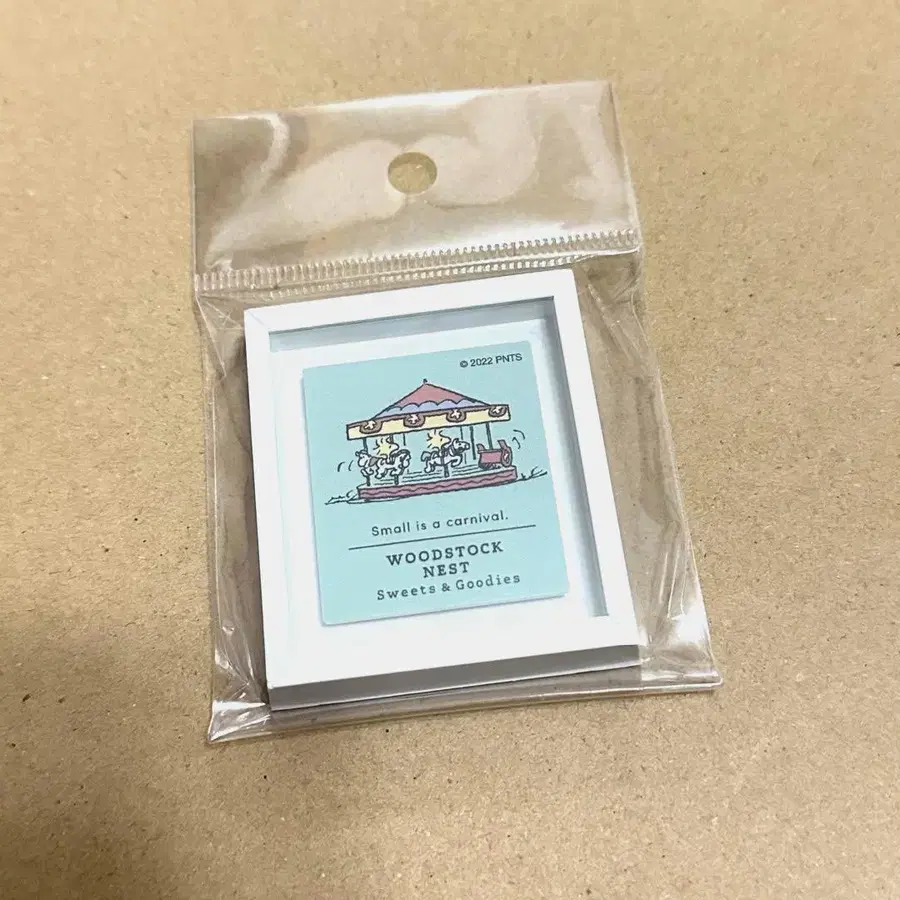 © 2022 PNTS
Small is a carnival.
WOODSTOCK
NEST
Sweets & Goodies